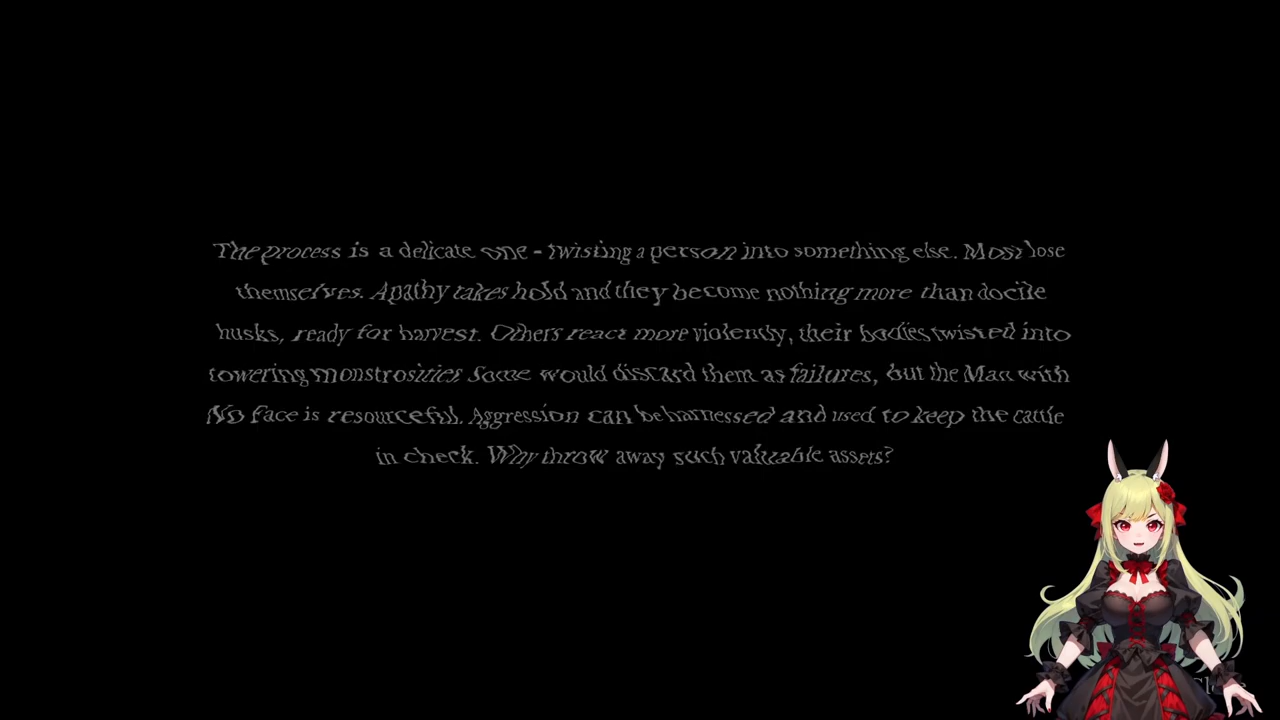 The process is a delicate one - twisting a person into something else. Most lose
themselves. Apathy takes hold and they become nothing more than docile
husks, ready for harvest. Others react more violently, their bodies twisted into
towering monstrosities. Some would discard them as failures, but the Man with
No Face is resourceful. Aggression can be harnessed and used to keep the cattle
in check. Why throw away such valuable assets?